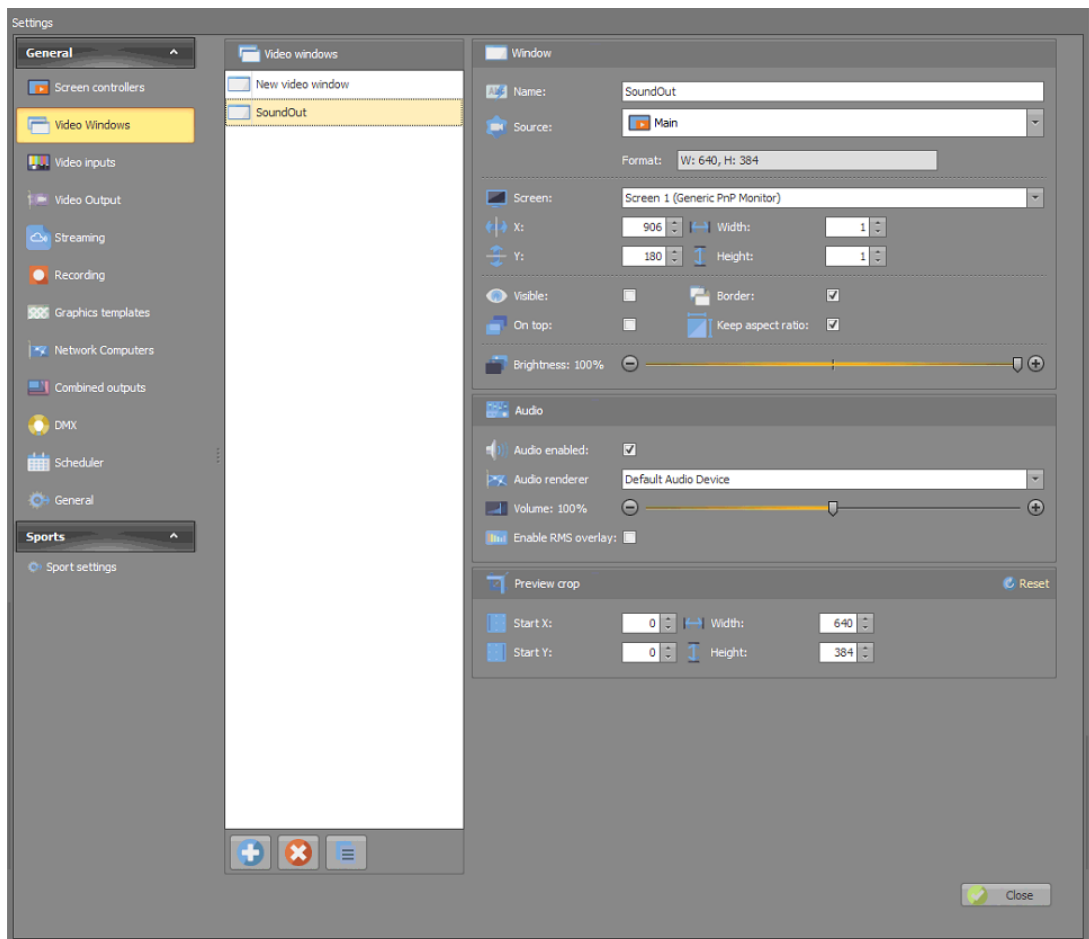 Settings
General
Screen controllers
Video Windows
Video inputs
Video Output
Streaming
Recording
Graphics templates
Network Computers
Combined outputs
DMX
Scheduler
General
Sports
Sport settings
Video windows
New video window
SoundOut
Window
Name: SoundOut
Source: Main
Format: W: 640, H: 384
Screen: Screen 1 (Generic PnP Monitor)
X: 906 Width: 1
Y: 180 Height: 1
Visible: Border:
On top: Keep aspect ratio:
Brightness: 100%
Audio
Audio enabled:
Audio renderer Default Audio Device
Volume: 100%
Enable RMS overlay:
Preview crop Reset
Start X: 0 Width: 640
Start Y: 0 Height: 384
Close